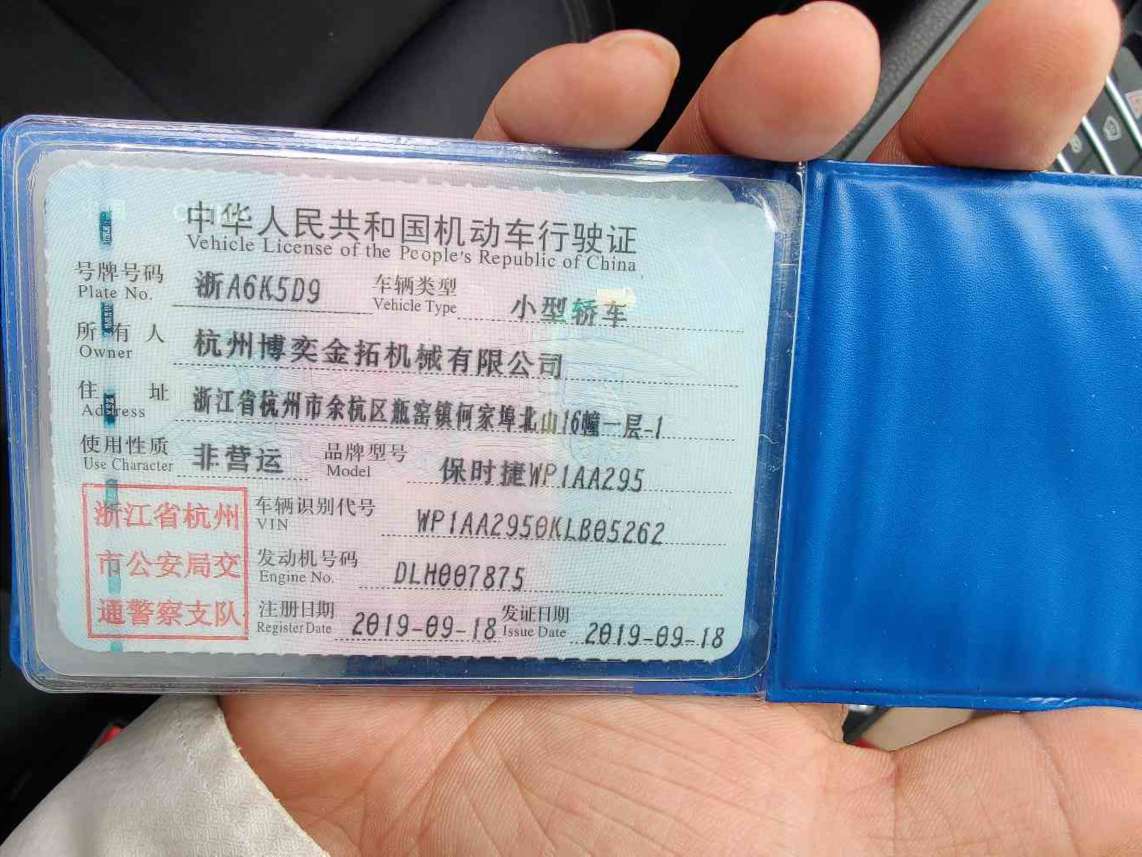 中华人民共和国机动车行驶证
Vehicle License of the People's Republic of China
号牌号码 浙A6K5D9 车辆类型 小型轿车
Plate No. Vehicle Type
所有人 杭州博奕金拓机械有限公司
Owner
住址 浙江省杭州市余杭区瓶窑镇何家埠北山16幢一层-1
Address
使用性质 非营运 品牌型号 保时捷WP1AA295
Use Character Model
浙江省杭州
市公安局交
通警察支队
车辆识别代号 WP1AA2950KLB05262
VIN
发动机号码 DLH007875
Engine No.
注册日期 2019-09-18 发证日期 2019-09-18
Register Date Issue Date